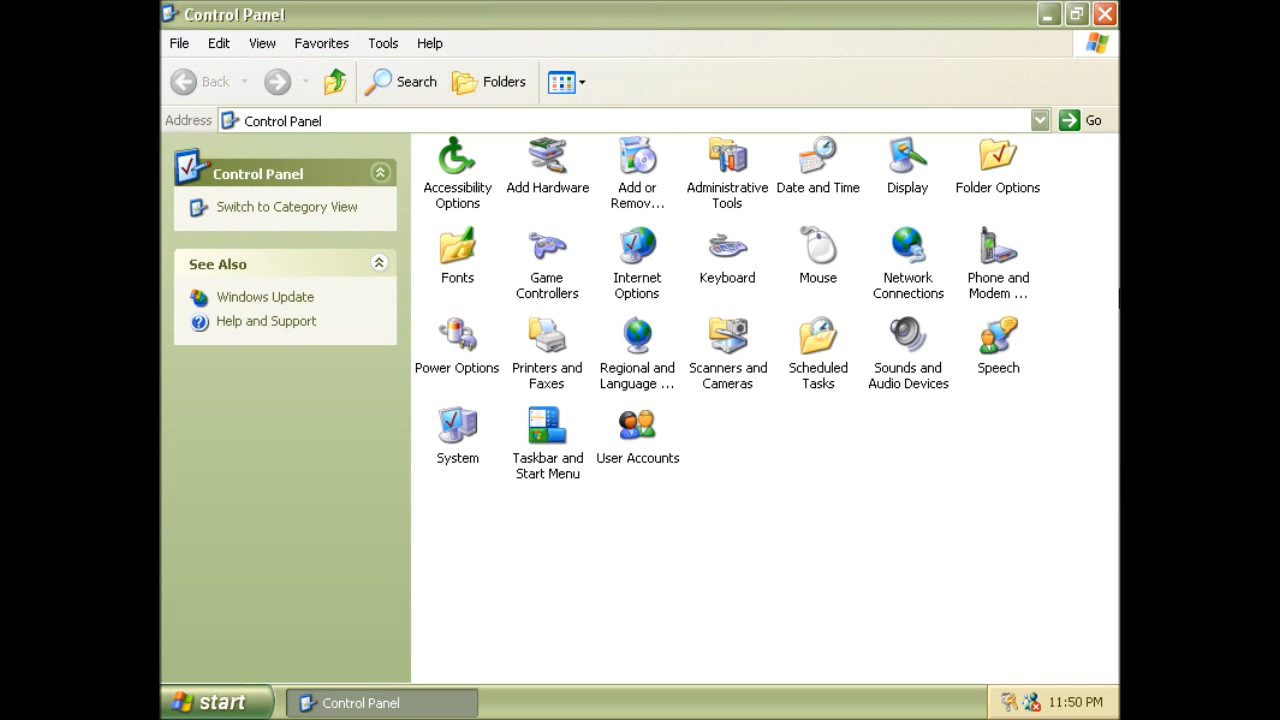 Control Panel
File Edit View Favorites Tools Help
Back Search Folders
Address Control Panel Go
Control Panel
Switch to Category View
See Also
Windows Update
Help and Support
Accessibility Options
Add Hardware
Add or Remov...
Administrative Tools
Date and Time
Display
Folder Options
Fonts
Game Controllers
Internet Options
Keyboard
Mouse
Network Connections
Phone and Modem ...
Power Options
Printers and Faxes
Regional and Language ...
Scanners and Cameras
Scheduled Tasks
Sounds and Audio Devices
Speech
System
Taskbar and Start Menu
User Accounts
start Control Panel 11:50 PM